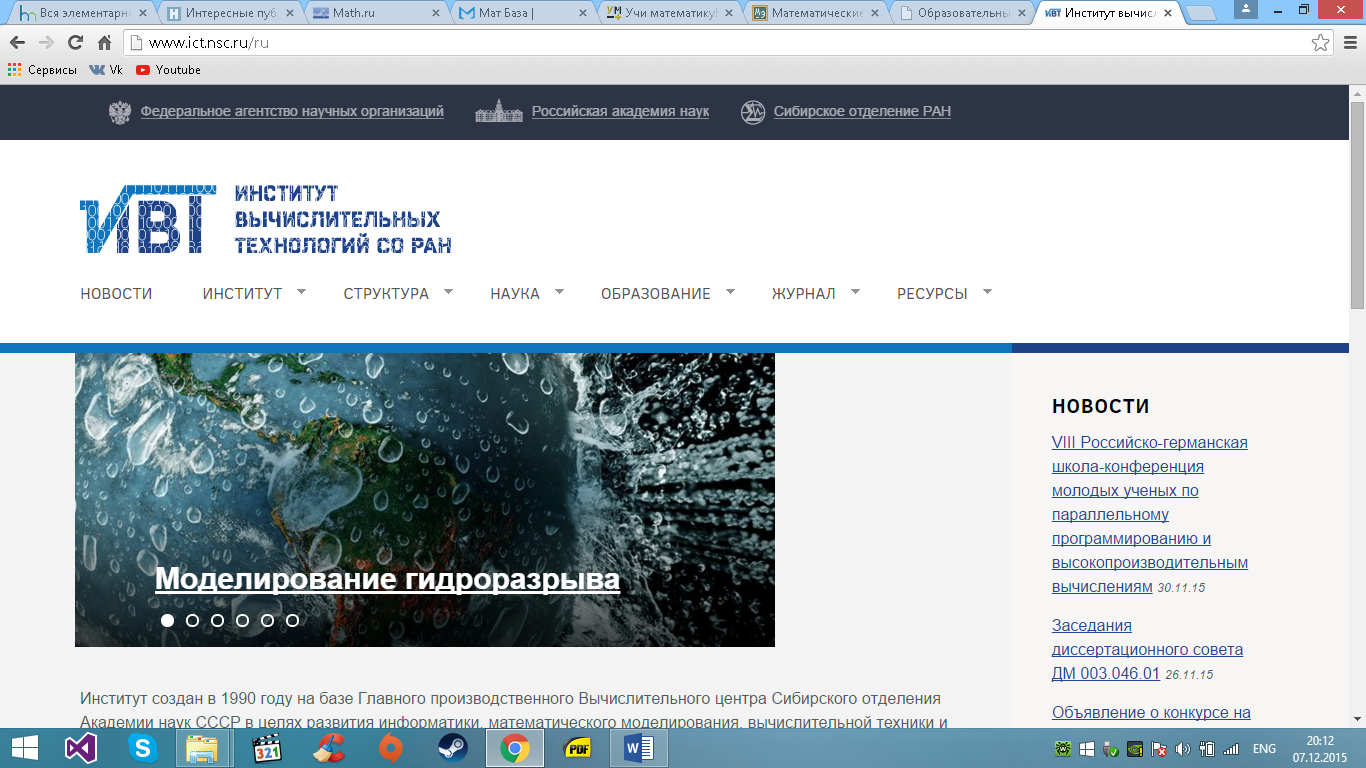 Вся элементарн
Интересные пуб
Math.ru
Мат База |
Учи математику!
Математические
Образовательны
Институт вычис
www.ict.nsc.ru/ru
Сервисы Vk Youtube
Федеральное агентство научных организаций Российская академия наук Сибирское отделение РАН
ИВТ
ИНСТИТУТ
ВЫЧИСЛИТЕЛЬНЫХ
ТЕХНОЛОГИЙ СО РАН
НОВОСТИ ИНСТИТУТ СТРУКТУРА НАУКА ОБРАЗОВАНИЕ ЖУРНАЛ РЕСУРСЫ
Моделирование гидроразрыва
Институт создан в 1990 году на базе Главного производственного Вычислительного центра Сибирского отделения
Академии наук СССР в целях развития информатики, математического моделирования, вычислительной техники и
НОВОСТИ
VIII Российско-германская
школа-конференция
молодых ученых по
параллельному
программированию и
высокопроизводительным
вычислениям 30.11.15
Заседания
диссертационного совета
ДМ 003.046.01 26.11.15
Объявление о конкурсе на
321
PDF
ENG
20:12
07.12.2015